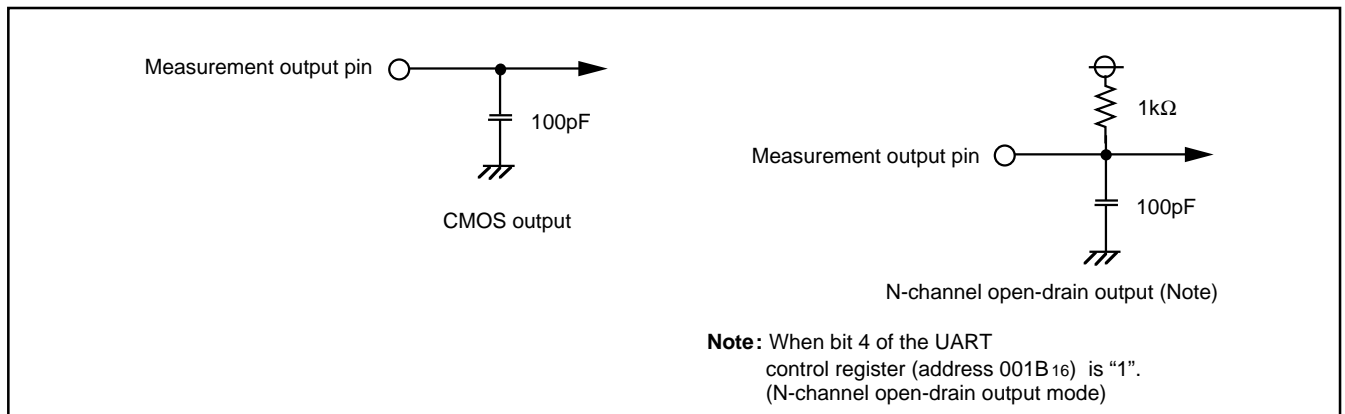 Measurement output pin
100pF
CMOS output
1kΩ
Measurement output pin
100pF
N-channel open-drain output (Note)
Note: When bit 4 of the UART
control register (address 001B16) is “1”.
(N-channel open-drain output mode)